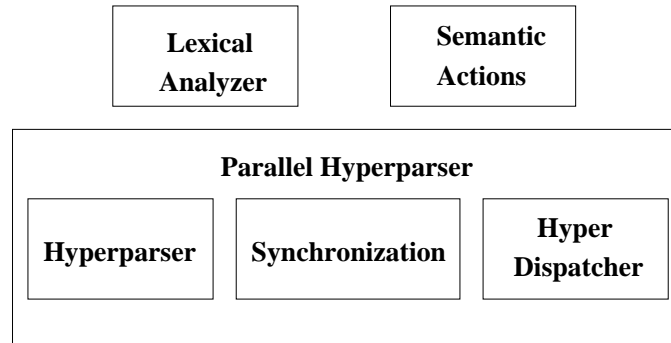 Lexical
Analyzer
Semantic
Actions
Parallel Hyperparser
Hyperparser
Synchronization
Hyper
Dispatcher